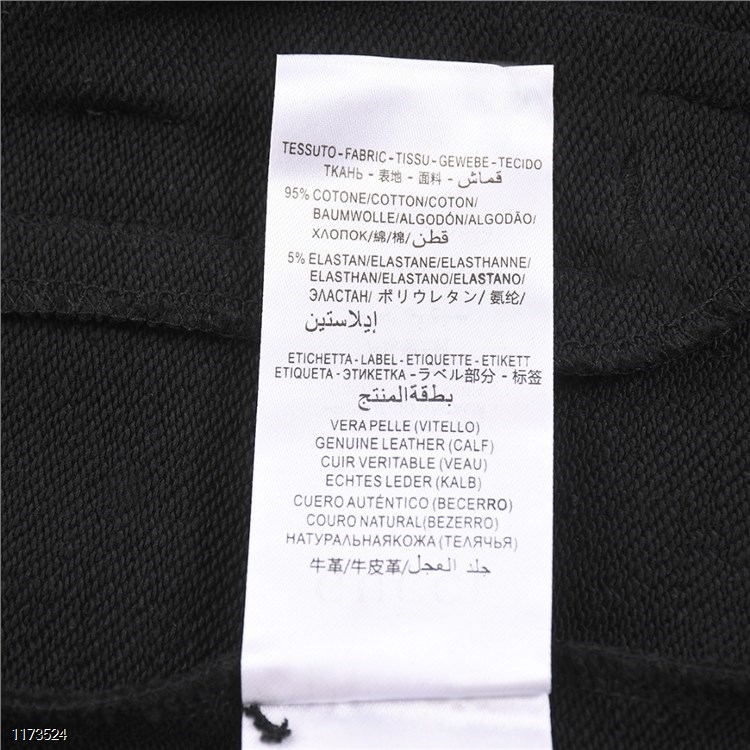 TESSUTO-FABRIC-TISSU-GEWEBE-TECIDO
ТКАНЬ - 表地 - 面料 - قماش
95% COTONE/COTTON/COTON/
BAUMWOLLE/ALGODÓN/ALGODÃO/
ХЛОПОК/綿/棉/قطن
5% ELASTAN/ELASTANE/ELASTHANNE/
ELASTHAN/ELASTANO/ELASTANO/
ЭЛАСТАН/ ポリウレタン/ 氨纶/
إيلاستين
ETICHETTA-LABEL-ETIQUETTE-ETIKETT
ETIQUETA-ЭТИКЕТКА -ラベル部分 - 标签
بطقةالمنتج
VERA PELLE (VITELLO)
GENUINE LEATHER (CALF)
CUIR VERITABLE (VEAU)
ECHTES LEDER (KALB)
CUERO AUTÉNTICO (BECERRO)
COURO NATURAL(BEZERRO)
НАТУРАЛЬНАЯКОЖА (ТЕЛЯЧЬЯ)
牛革/牛皮革/جلد العجل
1173524